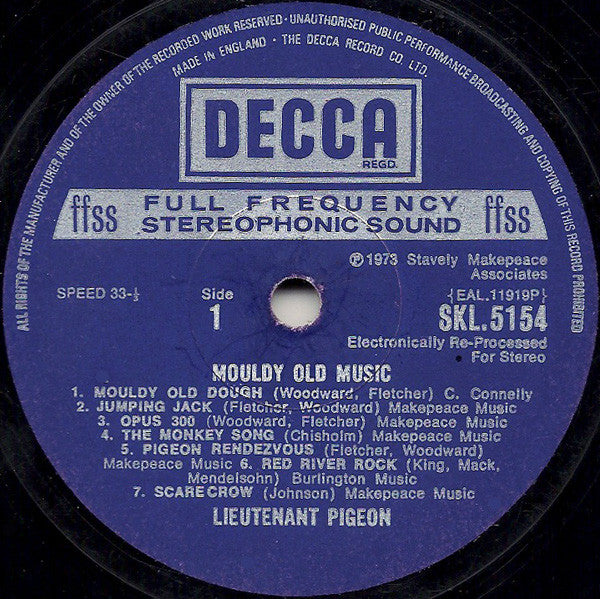 ALL RIGHTS OF THE MANUFACTURER AND OF THE OWNER OF THE RECORDED WORK RESERVED · UNAUTHORISED PUBLIC PERFORMANCE BROADCASTING AND COPYING OF THIS RECORD PROHIBITED
MADE IN ENGLAND · THE DECCA RECORD CO. LTD.
DECCA
REGD.
ffss FULL FREQUENCY ffss
STEREOPHONIC SOUND
Ⓟ1973 Stavely Makepeace
Associates
SPEED 33-⅓ Side {EAL.11919P}
1 SKL.5154
Electronically Re-Processed
For Stereo
MOULDY OLD MUSIC
1. MOULDY OLD DOUGH (Woodward, Fletcher) C. Connelly
2. JUMPING JACK (Fletcher, Woodward) Makepeace Music
3. OPUS 300 (Woodward, Fletcher) Makepeace Music
4. THE MONKEY SONG (Chisholm) Makepeace Music
5. PIGEON RENDEZVOUS (Fletcher, Woodward)
Makepeace Music 6. RED RIVER ROCK (King, Mack,
Mendelsohn) Burlington Music
7. SCARECROW (Johnson) Makepeace Music
LIEUTENANT PIGEON